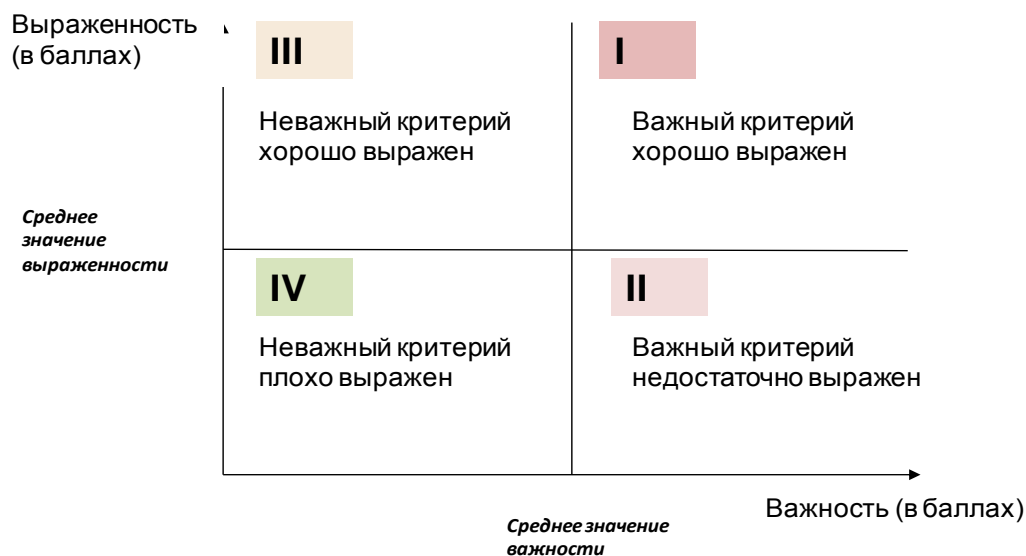 Выраженность
(в баллах)
III
I
Неважный критерий
хорошо выражен
Важный критерий
хорошо выражен
Среднее
значение
выраженности
IV
II
Неважный критерий
плохо выражен
Важный критерий
недостаточно выражен
Важность (в баллах)
Среднее значение
важности